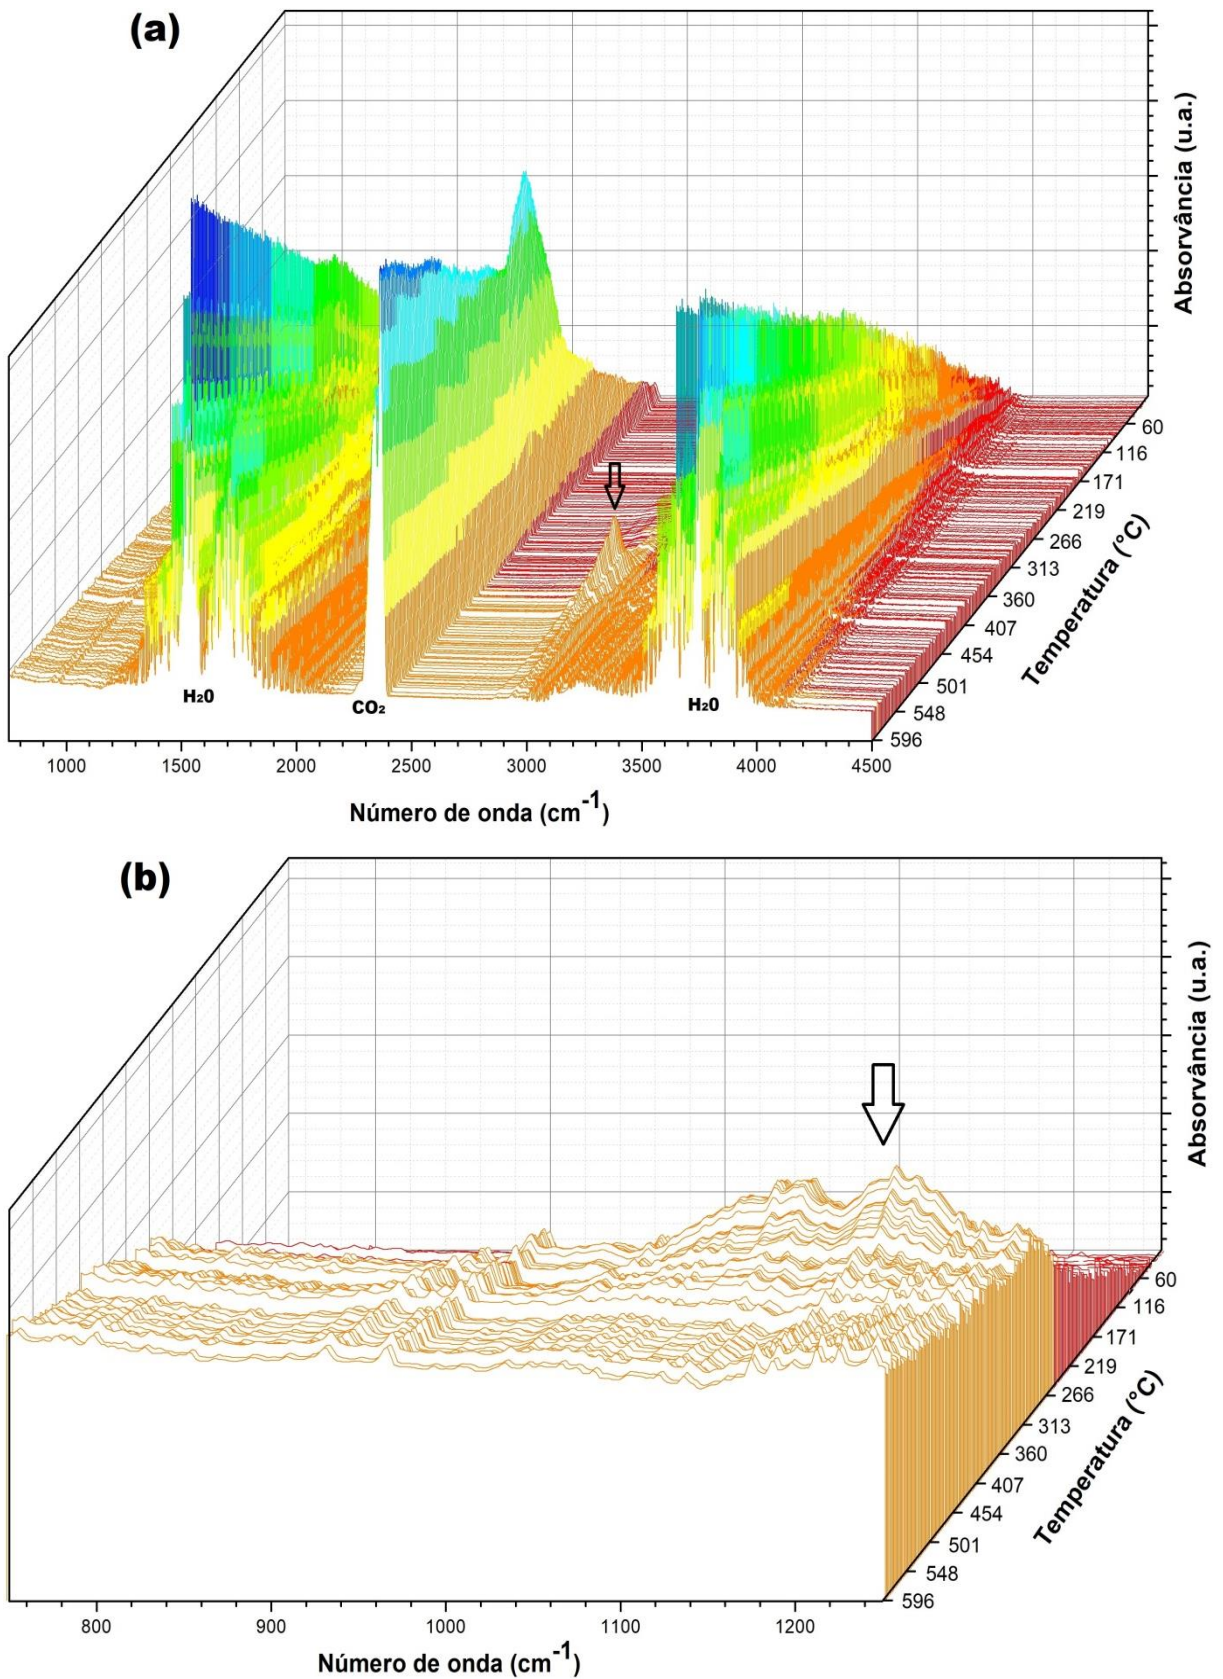 (a)
Absorvância (u.a.)
60
116
171
219
266
313
360
407
454
501
548
596
Temperatura (°C)
H₂0
CO₂
H₂0
1000 1500 2000 2500 3000 3500 4000 4500
Número de onda (cm⁻¹)
(b)
Absorvância (u.a.)
60
116
171
219
266
313
360
407
454
501
548
596
Temperatura (°C)
800 900 1000 1100 1200
Número de onda (cm⁻¹)